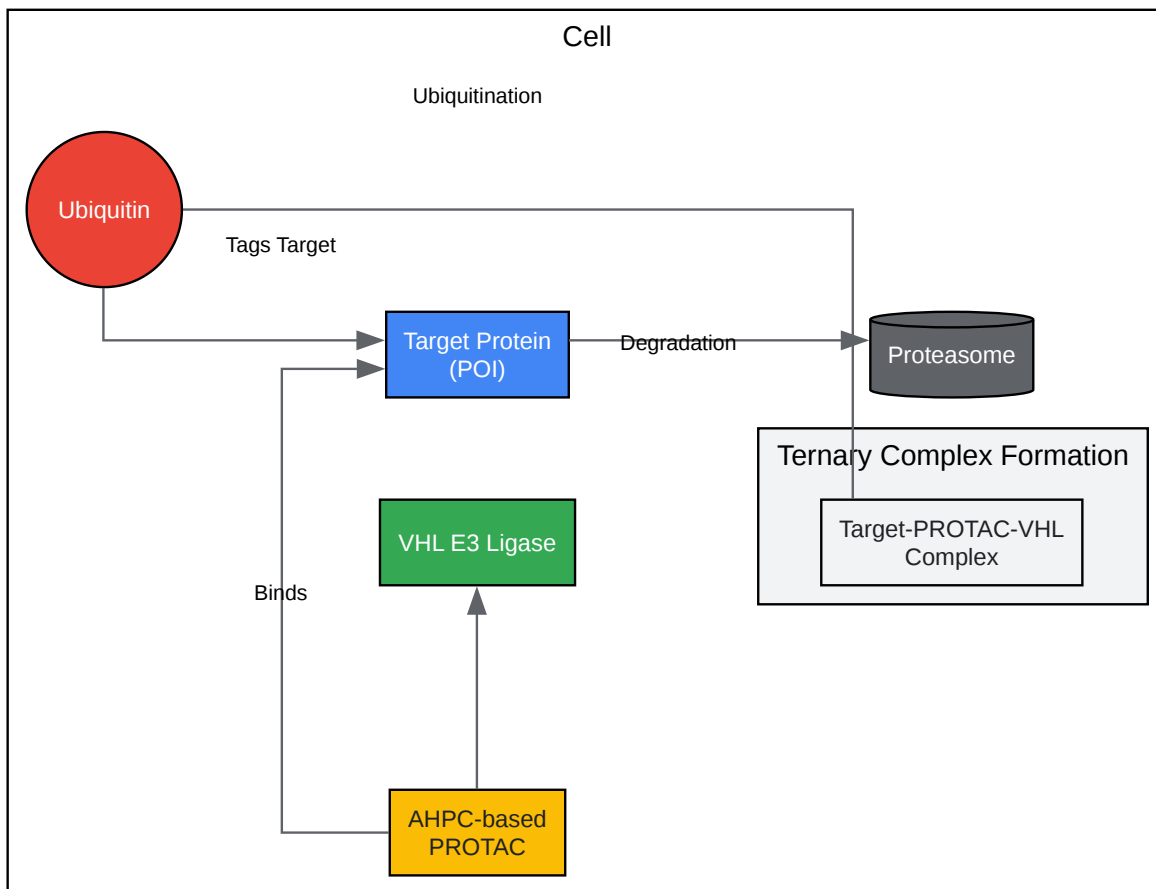 Cell
Ubiquitination
Ubiquitin
Tags Target
Target Protein
(POI)
Degradation
Proteasome
Ternary Complex Formation
Target-PROTAC-VHL
Complex
VHL E3 Ligase
Binds
AHPC-based
PROTAC